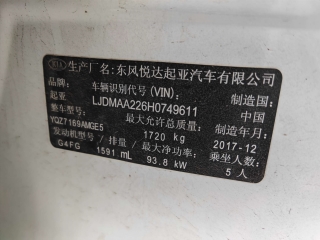 KIA 生产厂名:东风悦达起亚汽车有限公司
品牌: 车辆识别代号(VIN): 制造国:
起亚 LJDMAA226H0749611 中国
整车型号: 最大允许总质量: 制造年月:
YQZ7169AMGE5 1720 kg 2017-12
发动机型号/排量/最大净功率 乘坐人数:
G4FG 1591 mL 93.8 kW 5 人